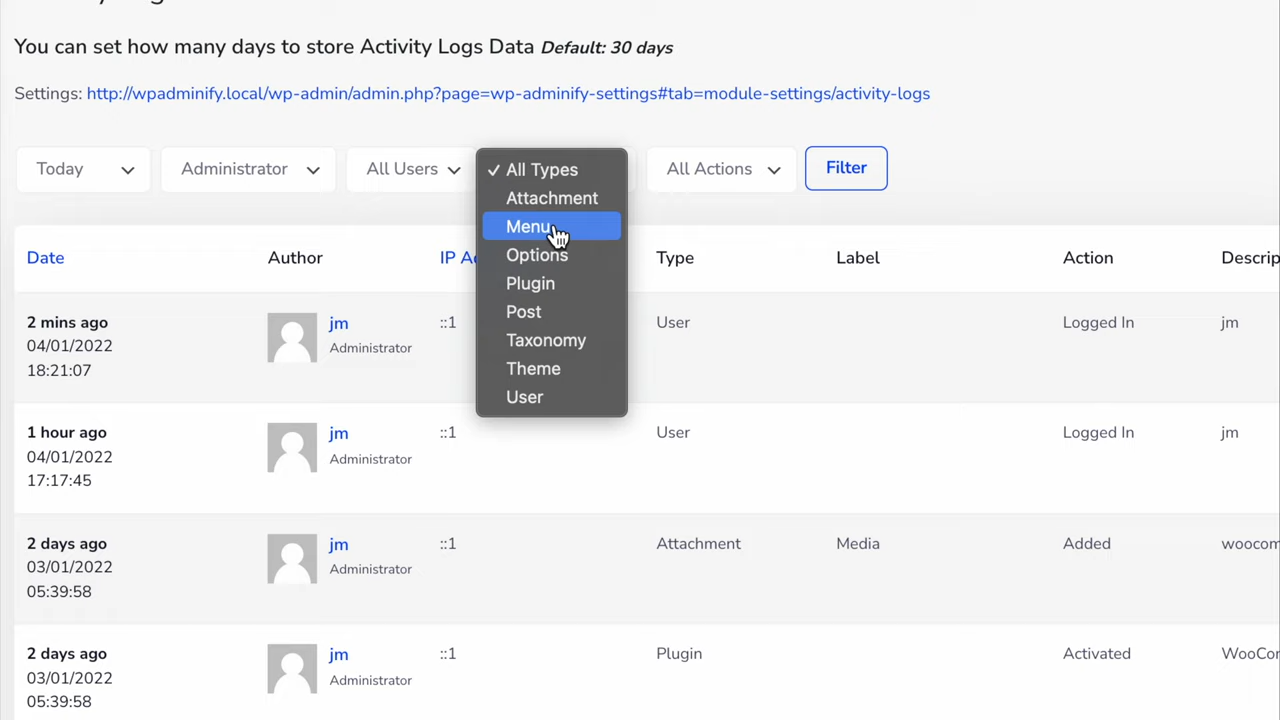 You can set how many days to store Activity Logs Data Default: 30 days
Settings: http://wpadminify.local/wp-admin/admin.php?page=wp-adminify-settings#tab=module-settings/activity-logs
Today Administrator All Users All Actions Filter
✓ All Types
Attachment
Menu
Options
Plugin
Post
Taxonomy
Theme
User
Date Author IP Type Label Action
2 mins ago jm ::1 User Logged In jm
04/01/2022 Administrator
18:21:07
1 hour ago jm ::1 User Logged In jm
04/01/2022 Administrator
17:17:45
2 days ago jm ::1 Attachment Media Added
03/01/2022 Administrator
05:39:58
2 days ago jm ::1 Plugin Activated
03/01/2022 Administrator
05:39:58